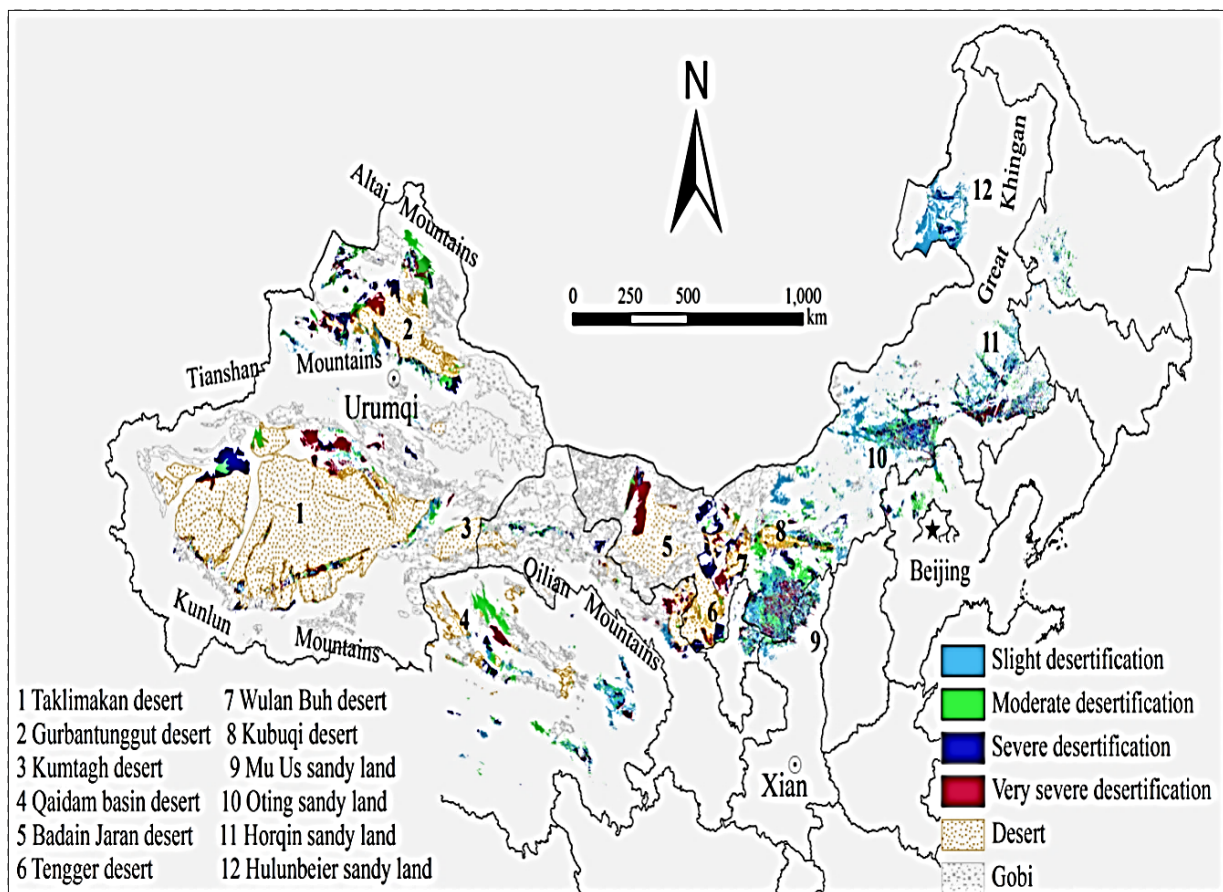 N
Altai Mountains
12
Khingan
Great
0 250 500 1,000
km
2
11
Tianshan
Mountains
Urumqi
10
1
3
5
8
7
Beijing
Qilian
Mountains
4
6
9
Kunlun
Mountains
Xian
1 Taklimakan desert
2 Gurbantunggut desert
3 Kumtagh desert
4 Qaidam basin desert
5 Badain Jaran desert
6 Tengger desert
7 Wulan Buh desert
8 Kubuqi desert
9 Mu Us sandy land
10 Oting sandy land
11 Horqin sandy land
12 Hulunbeier sandy land
Slight desertification
Moderate desertification
Severe desertification
Very severe desertification
Desert
Gobi